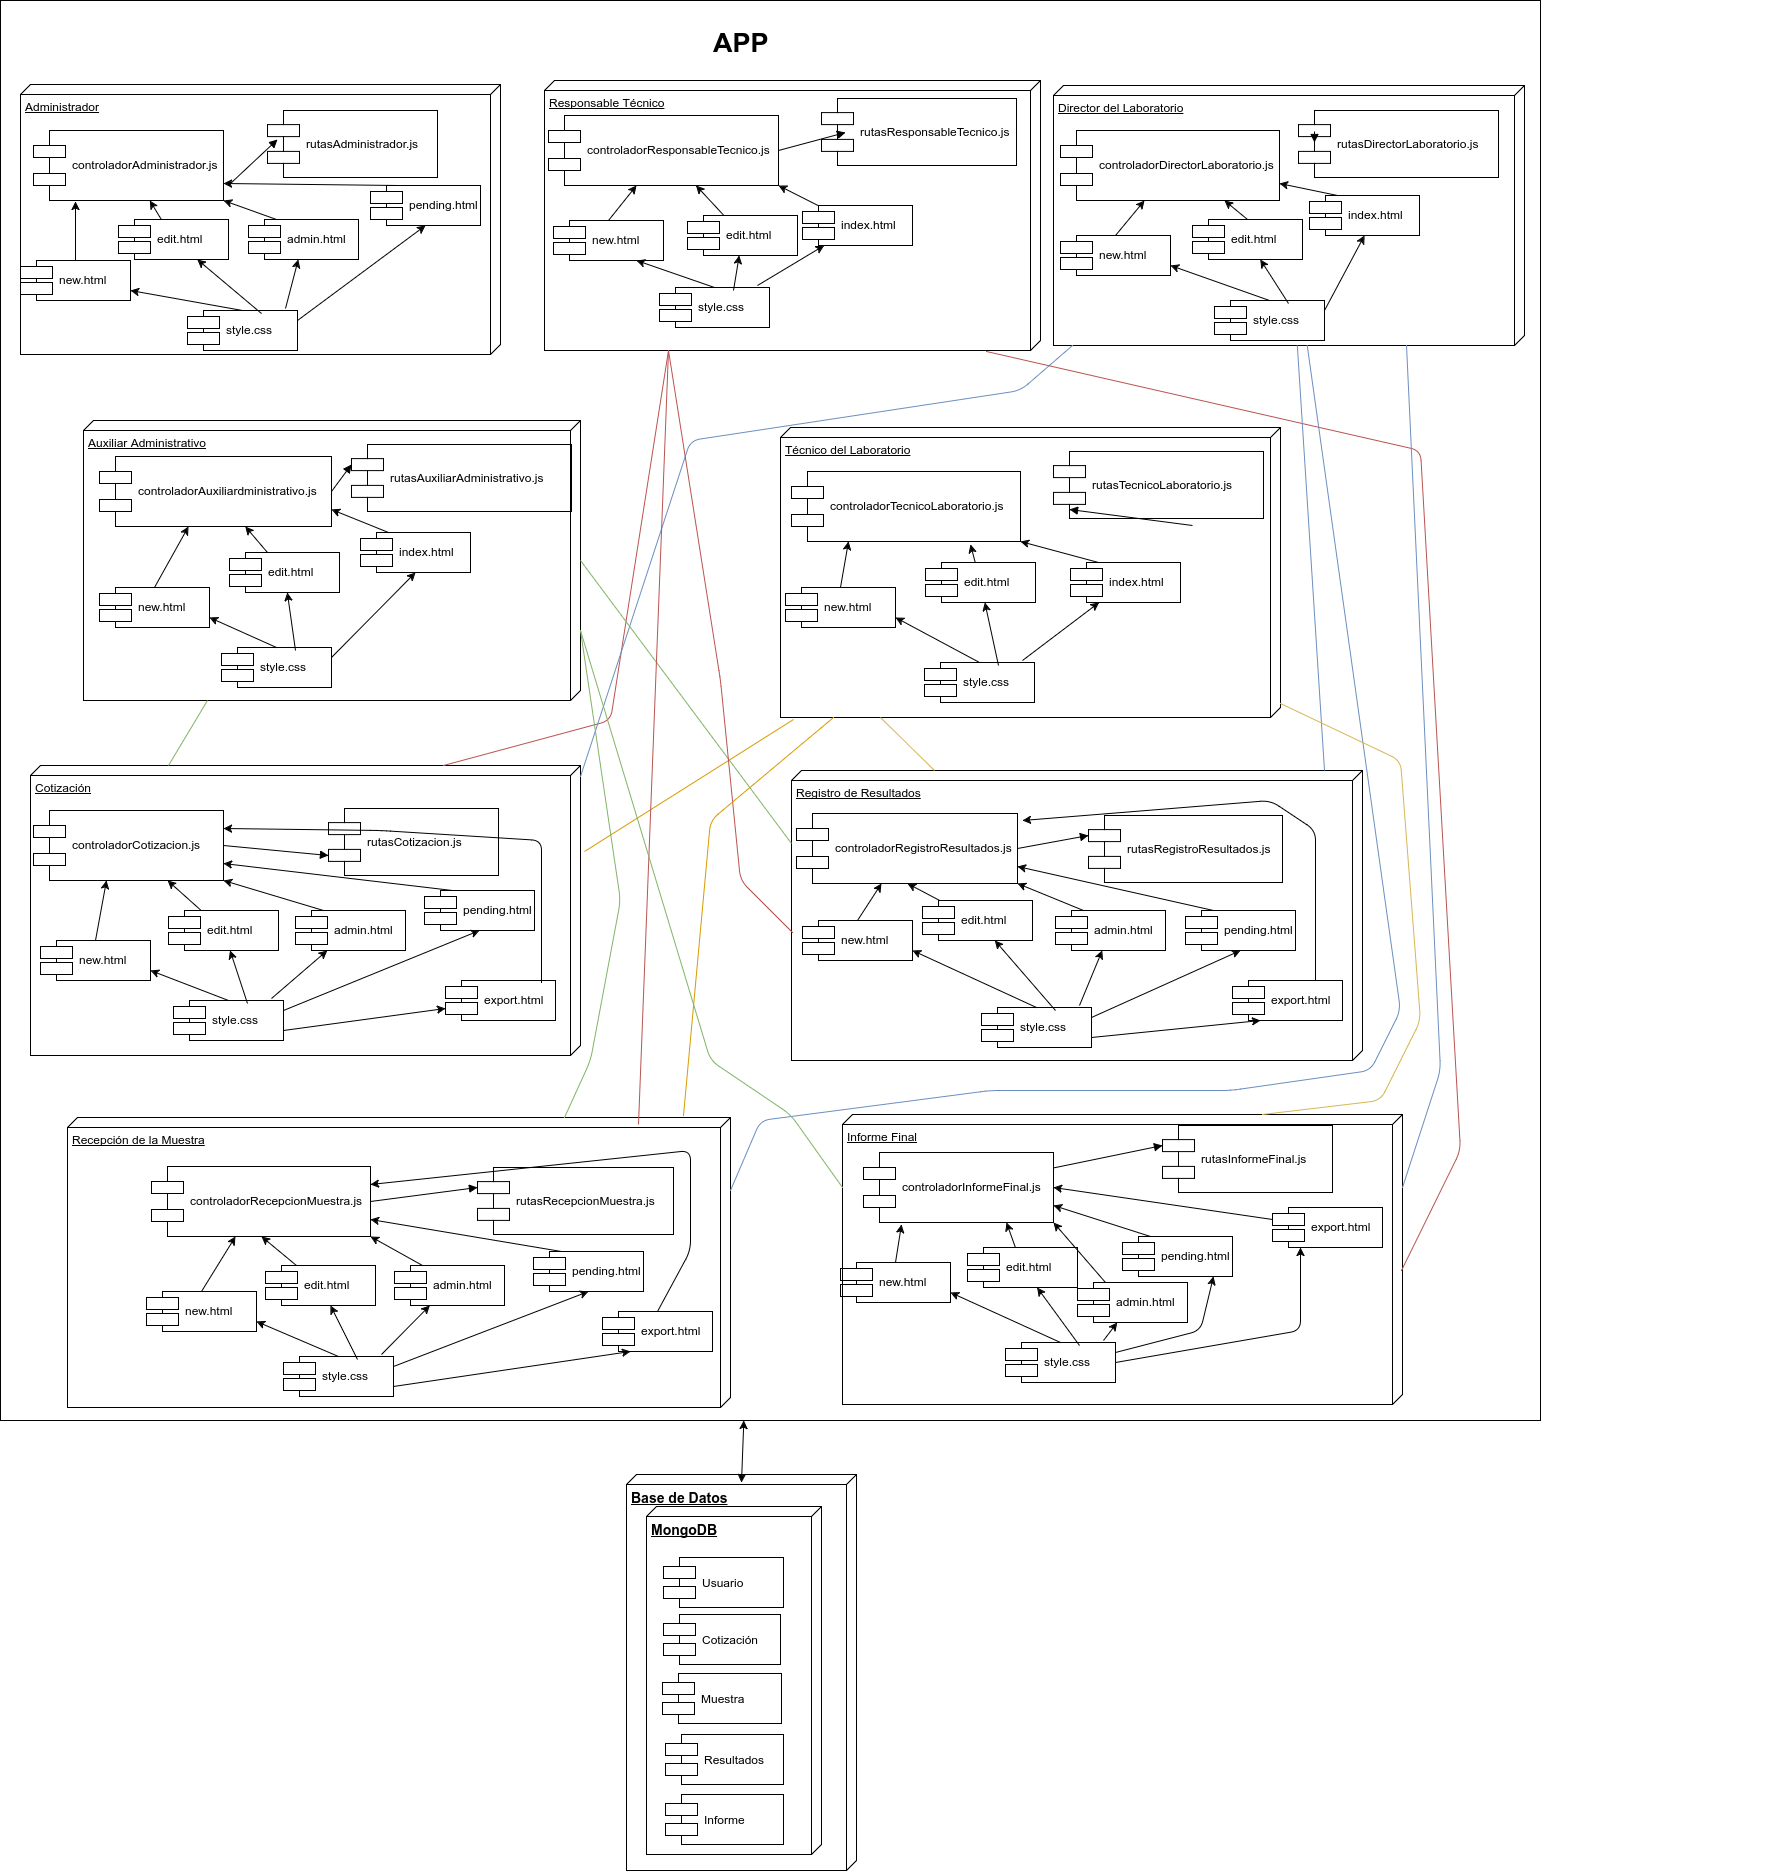 APP
Administrador
controladorAdministrador.js
rutasAdministrador.js
pending.html
edit.html
admin.html
new.html
style.css
Responsable Técnico
controladorResponsableTecnico.js
rutasResponsableTecnico.js
new.html
edit.html
index.html
style.css
Director del Laboratorio
controladorDirectorLaboratorio.js
rutasDirectorLaboratorio.js
index.html
edit.html
new.html
style.css
Auxiliar Administrativo
controladorAuxiliardministrativo.js
rutasAuxiliarAdministrativo.js
index.html
edit.html
new.html
style.css
Técnico del Laboratorio
controladorTecnicoLaboratorio.js
rutasTecnicoLaboratorio.js
new.html
edit.html
index.html
style.css
Cotización
controladorCotizacion.js
rutasCotizacion.js
pending.html
edit.html
admin.html
new.html
export.html
style.css
Registro de Resultados
controladorRegistroResultados.js
rutasRegistroResultados.js
new.html
edit.html
admin.html
pending.html
export.html
style.css
Recepción de la Muestra
controladorRecepcionMuestra.js
rutasRecepcionMuestra.js
pending.html
edit.html
admin.html
new.html
export.html
style.css
Informe Final
controladorInformeFinal.js
rutasInformeFinal.js
export.html
pending.html
edit.html
new.html
admin.html
style.css
Base de Datos
MongoDB
Usuario
Cotización
Muestra
Resultados
Informe